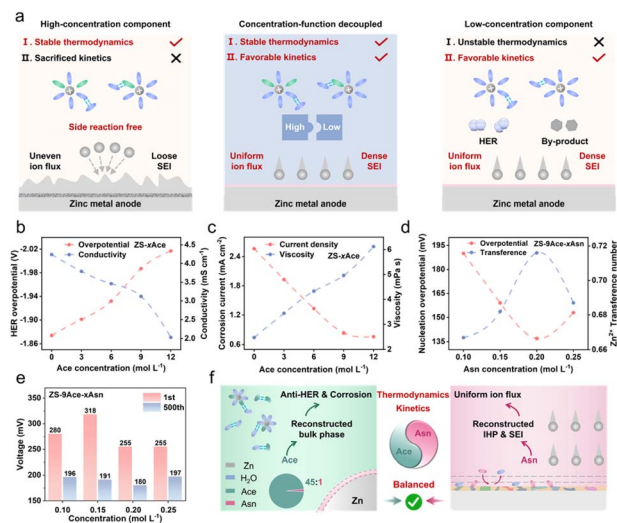 a
High-concentration component
I. Stable thermodynamics ✓
II. Sacrificed kinetics ✕
Side reaction free
Uneven ion flux
Loose SEI
Zinc metal anode
Concentration-function decoupled
I. Stable thermodynamics ✓
II. Favorable kinetics ✓
High
Low
Uniform ion flux
Dense SEI
Zinc metal anode
Low-concentration component
I. Unstable thermodynamics ✕
II. Favorable kinetics ✓
HER
By-product
Uniform ion flux
Dense SEI
Zinc metal anode
b
Overpotential ZS-xAce
Conductivity
HER overpotential (V)
-2.02
-1.98
-1.94
-1.90
-1.86
Conductivity (mS cm⁻¹)
4.5
4.0
3.5
3.0
2.5
2.0
0 3 6 9 12
Ace concentration (mol L⁻¹)
c
Current density
Viscosity ZS-xAce
Corrosion current (mA cm⁻²)
2.4
1.8
1.2
0.6
Viscosity (mPa s)
6
5
4
3
2
0 3 6 9 12
Ace concentration (mol L⁻¹)
d
Overpotential ZS-9Ace-xAsn
Transference
Nucleation overpotential (mV)
195
180
165
150
135
Zn²⁺ Transference number
0.72
0.70
0.68
0.66
0.10 0.15 0.20 0.25
Asn concentration (mol L⁻¹)
e
ZS-9Ace-xAsn
1st
500th
Voltage (mV)
350
300
250
200
280
196
318
191
255
180
255
197
0.10 0.15 0.20 0.25
Concentration (mol L⁻¹)
f
Anti-HER & Corrosion
Reconstructed bulk phase
Ace
Zn
H₂O
Ace
Asn
45:1
Zn
Thermodynamics
Kinetics
Asn
Ace
Balanced
Uniform ion flux
Reconstructed IHP & SEI
Asn